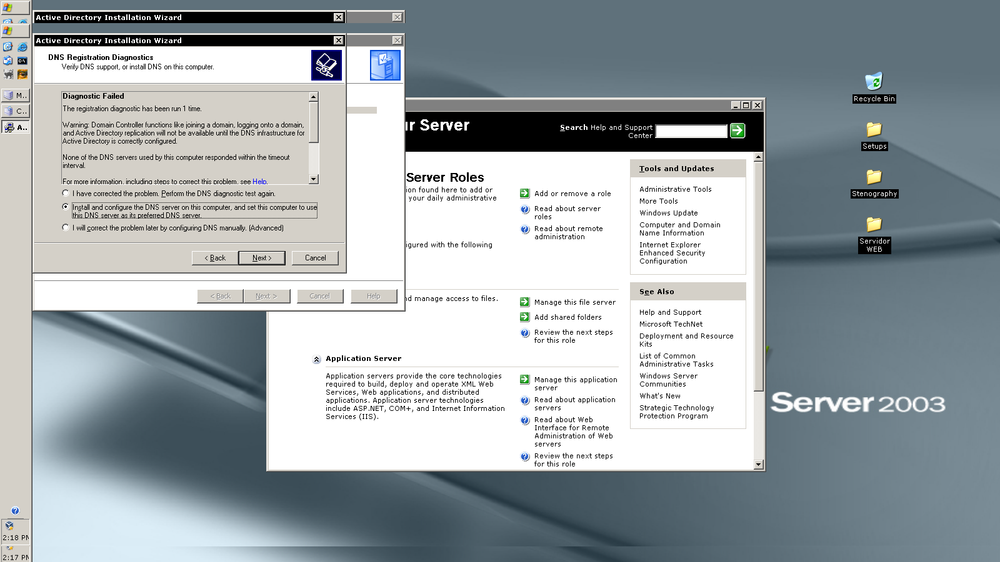 Active Directory Installation Wizard
Active Directory Installation Wizard
DNS Registration Diagnostics
Verify DNS support, or install DNS on this computer.
Diagnostic Failed
The registration diagnostic has been run 1 time.
Warning: Domain Controller functions like joining a domain, logging onto a domain,
and Active Directory replication will not be available until the DNS infrastructure for
Active Directory is correctly configured.
None of the DNS servers used by this computer responded within the timeout
interval.
For more information, including steps to correct this problem, see Help.
I have corrected the problem. Perform the DNS diagnostic test again.
Install and configure the DNS server on this computer, and set this computer to use
this DNS server as its preferred DNS server.
I will correct the problem later by configuring DNS manually. (Advanced)
< Back
Next >
Cancel
< Back
Next >
Cancel
Help
M..
C..
A..
2:18 PM
2:17 PM
ur Server
Search Help and Support
Center
Server Roles
ion found here to add or
your daily administrative
Add or remove a role
Read about server
roles
Read about remote
administration
igured with the following
nd manage access to files.
Manage this file server
Add shared folders
Review the next steps
for this role
Application Server
Application servers provide the core technologies
required to build, deploy and operate XML Web
Services, Web applications, and distributed
applications. Application server technologies
include ASP.NET, COM+, and Internet Information
Services (IIS).
Manage this application
server
Read about application
servers
Read about Web
Interface for Remote
Administration of Web
servers
Review the next steps
for this role
Tools and Updates
Administrative Tools
More Tools
Windows Update
Computer and Domain
Name Information
Internet Explorer
Enhanced Security
Configuration
See Also
Help and Support
Microsoft TechNet
Deployment and Resource
Kits
List of Common
Administrative Tasks
Windows Server
Communities
What's New
Strategic Technology
Protection Program
Recycle Bin
Setups
Stenography
Servidor
WEB
Server 2003